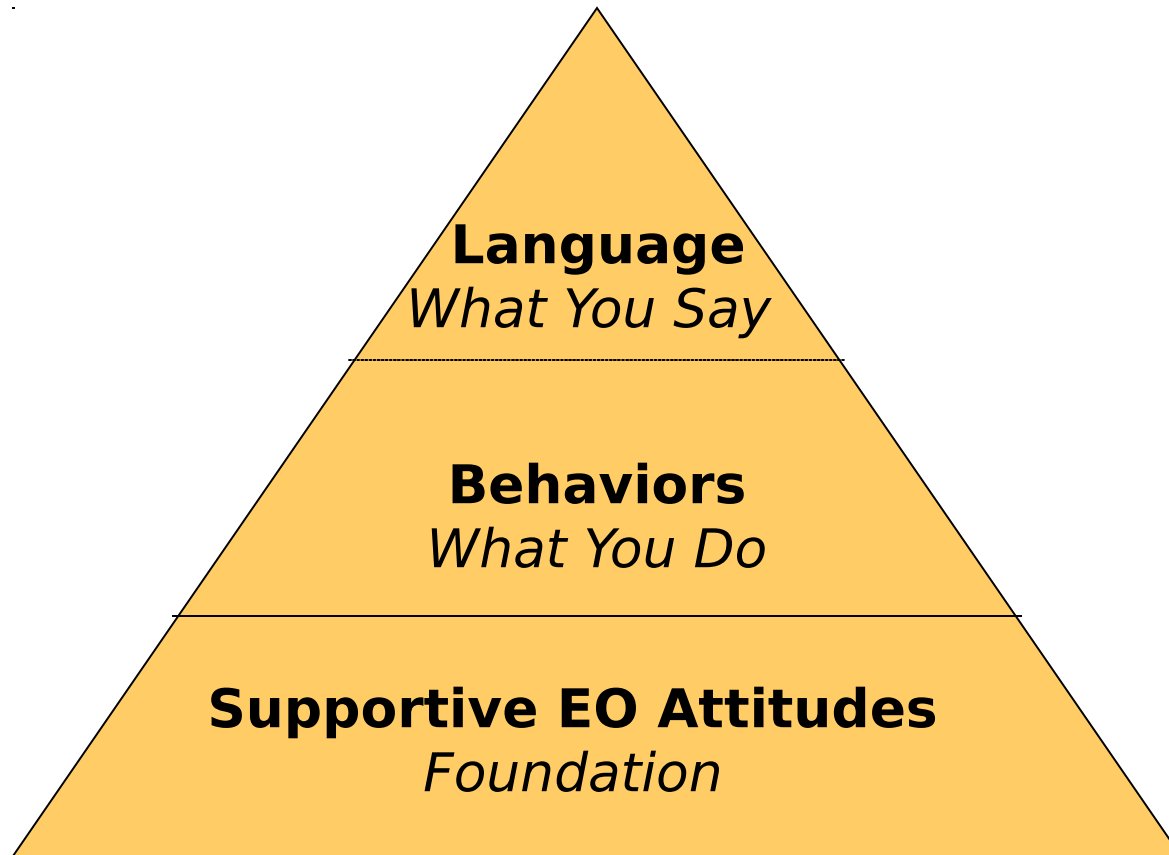 Language
What You Say
Behaviors
What You Do
Supportive EO Attitudes
Foundation